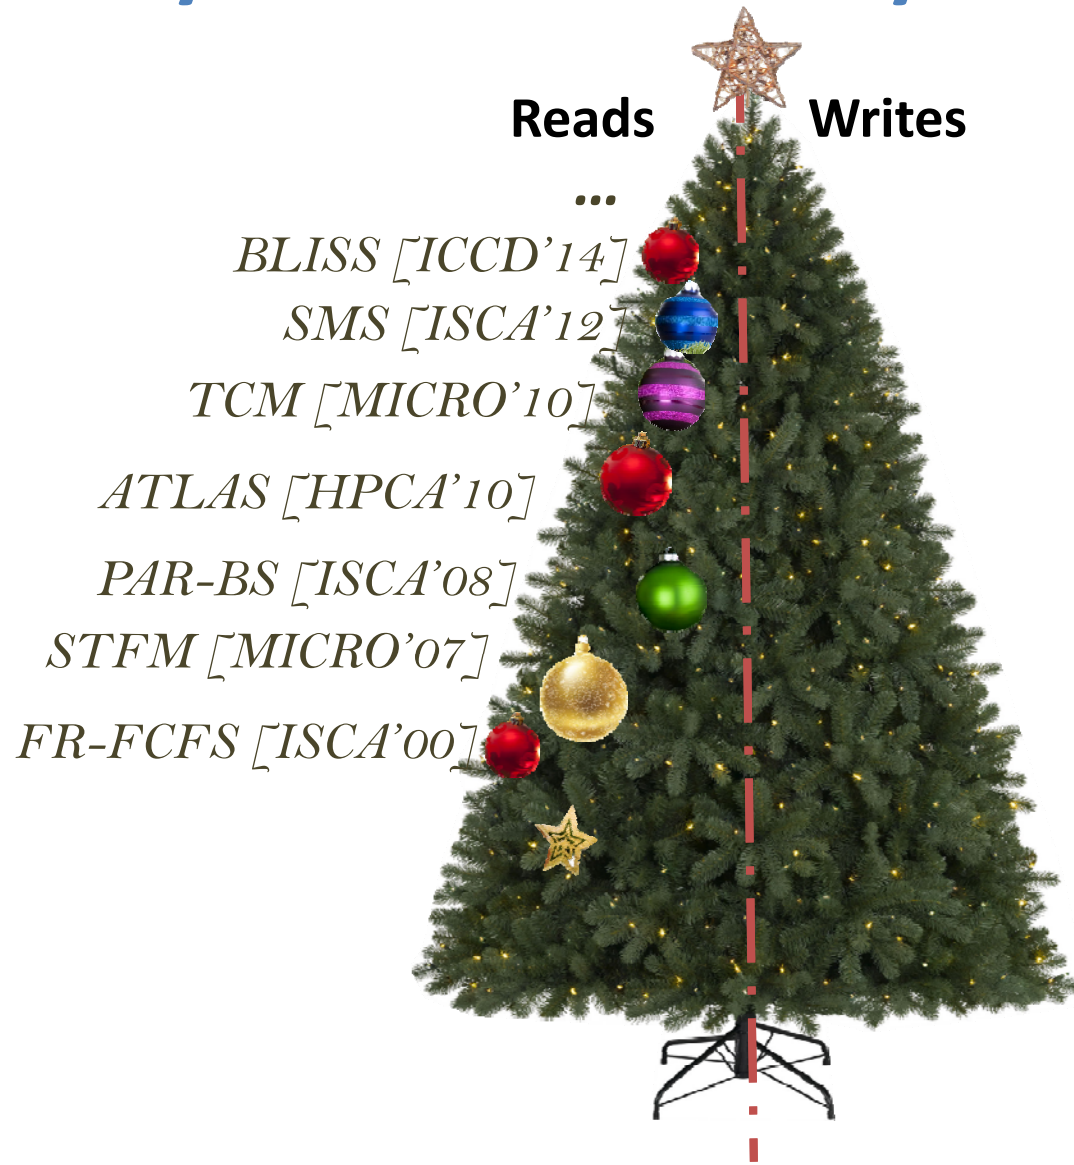 Reads Writes
...
BLISS [ICCD’14]
SMS [ISCA’12]
TCM [MICRO’10]
ATLAS [HPCA’10]
PAR-BS [ISCA’08]
STFM [MICRO’07]
FR-FCFS [ISCA’00]